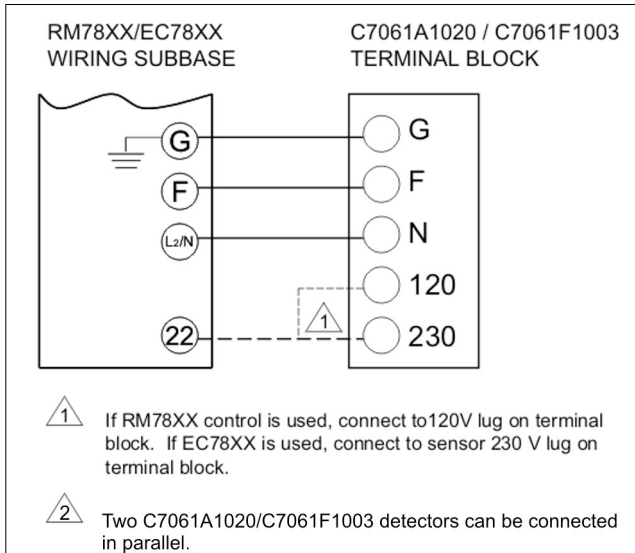 RM78XX/EC78XX
WIRING SUBBASE
C7061A1020 / C7061F1003
TERMINAL BLOCK
G
G
F
F
L2/N
N
120
1
22
230
1
If RM78XX control is used, connect to120V lug on terminal
block. If EC78XX is used, connect to sensor 230 V lug on
terminal block.
2
Two C7061A1020/C7061F1003 detectors can be connected
in parallel.